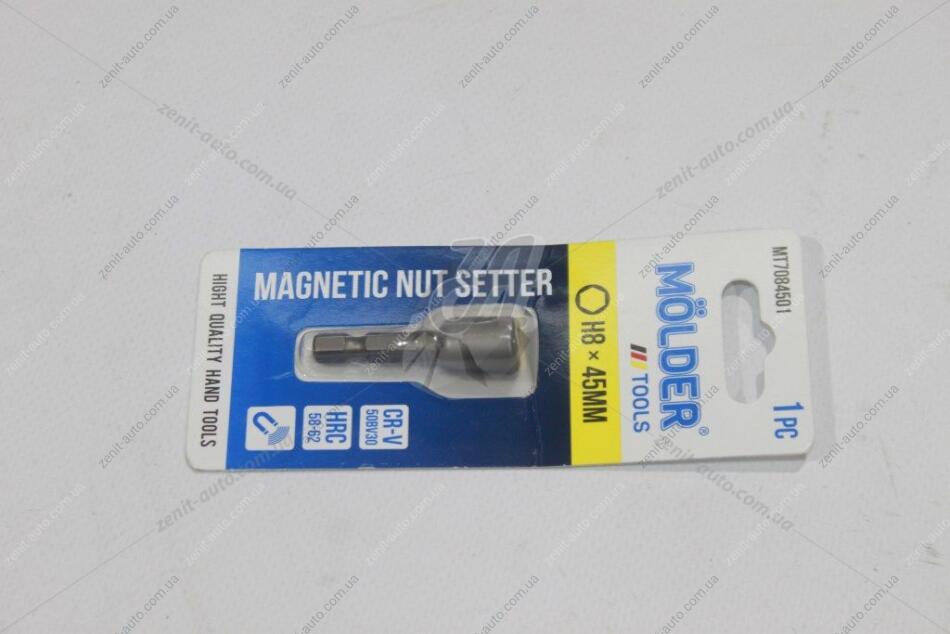 MAGNETIC NUT SETTER
HIGHT QUALITY HAND TOOLS
HRC
58-62
CR-V
50BV30
H8 × 45MM
MÖLDER®
TOOLS
MT7084501
1 PC
zenit-auto.com.ua